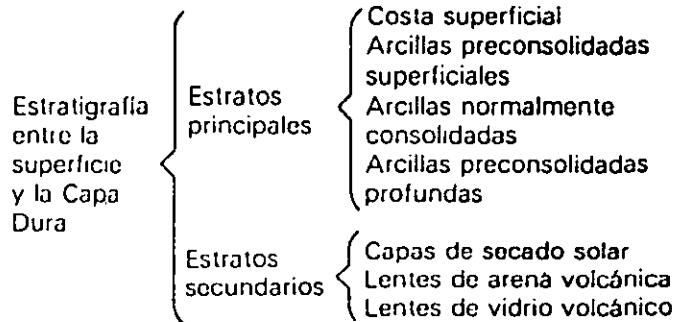 Estratigrafía
entre la
superficie
y la Capa
Dura
Estratos
principales
Costa superficial
Arcillas preconsolidadas
superficiales
Arcillas normalmente
consolidadas
Arcillas preconsolidadas
profundas
Estratos
secundarios
Capas de secado solar
Lentes de arena volcánica
Lentes de vidrio volcánico